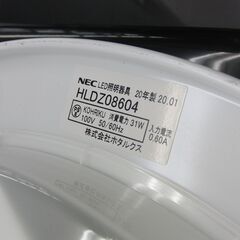 NEC LED照明器具 20年製 20.01
HLDZ08604
KOHRIKU 消費電力 31W 入力電流
100V 50/60Hz 0.60A
株式会社ホタルクス